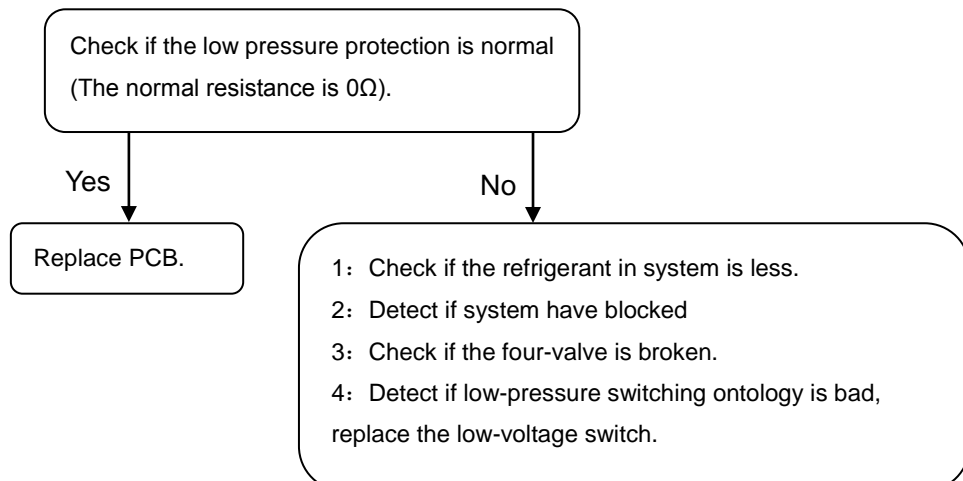 Check if the low pressure protection is normal
(The normal resistance is 0Ω).
Yes
No
Replace PCB.
1：Check if the refrigerant in system is less.
2：Detect if system have blocked
3：Check if the four-valve is broken.
4：Detect if low-pressure switching ontology is bad,
replace the low-voltage switch.